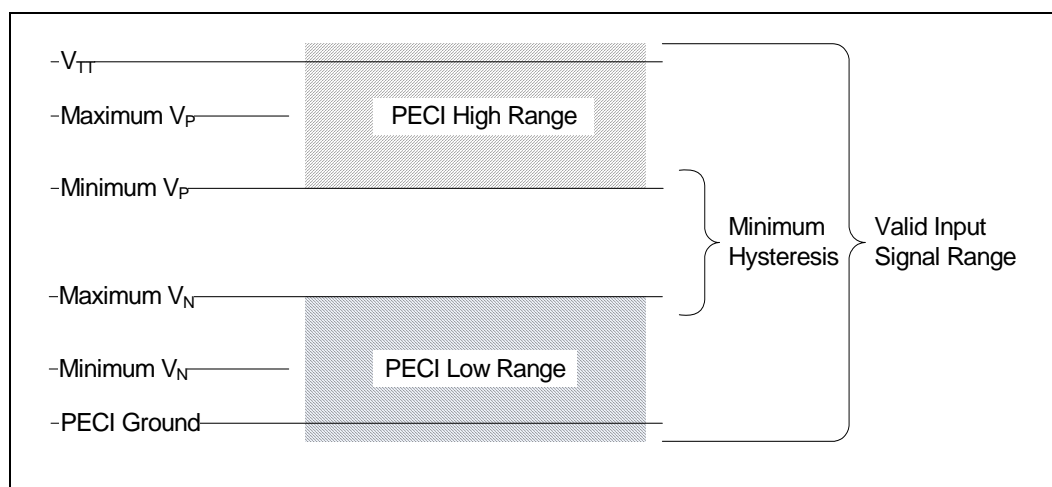 VTT
Maximum VP
PECI High Range
Minimum VP
Minimum
Hysteresis
Valid Input
Signal Range
Maximum VN
Minimum VN
PECI Low Range
PECI Ground